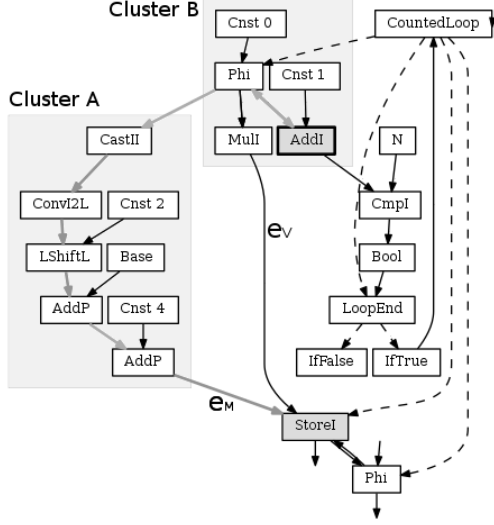 Cluster B
CountedLoop
Cnst 0
Phi
Cnst 1
Cluster A
CastII
MulI
AddI
N
ConvI2L
Cnst 2
CmpI
eV
LShiftL
Base
Bool
AddP
Cnst 4
LoopEnd
AddP
IfFalse
IfTrue
eM
StoreI
Phi